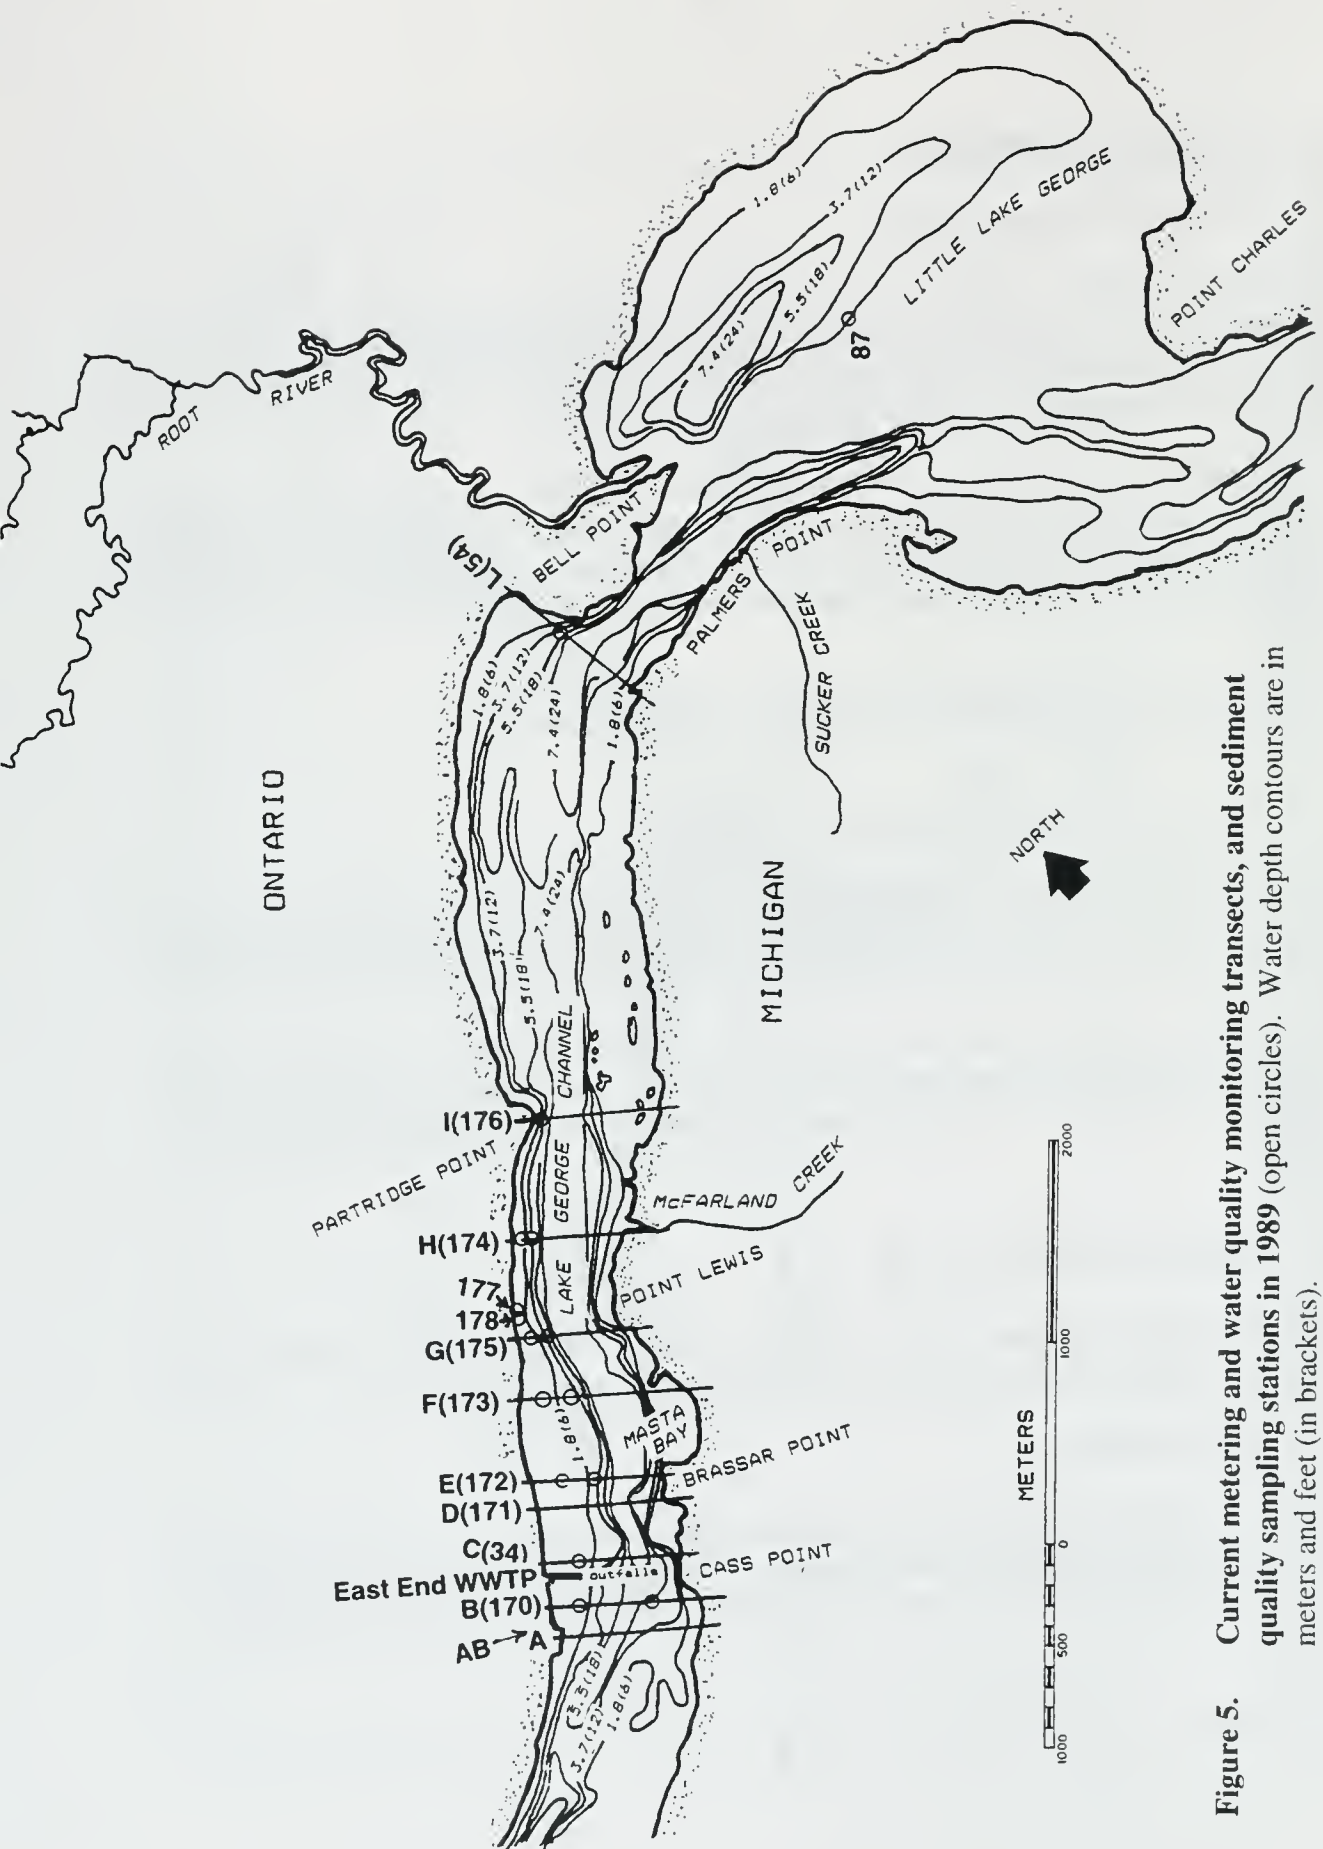 ROOT
RIVER
ONTARIO
L(54)
BELL POINT
1.8(6)
3.7(12)
5.5(18)
7.4(24)
LITTLE LAKE GEORGE
87
POINT CHARLES
PALMERS POINT
SUCKER CREEK
1.8(6)
3.7(12)
5.5(18)
7.4(24)
1.8(6)
3.7(12)
5.5(18)
7.4(24)
MICHIGAN
NORTH
LAKE GEORGE CHANNEL
I(176)
PARTRIDGE POINT
H(174)
177
178
G(175)
F(173)
E(172)
D(171)
C(34)
East End WWTP
B(170)
AB→A
McFARLAND CREEK
POINT LEWIS
MASTA
BAY
BRASSAR POINT
CASS POINT
outfalls
1.8(6)
(5.5(18)
3.7(12)
1.8(6)
METERS
1000
500
0
1000
2000
Figure 5. Current metering and water quality monitoring transects, and sediment
quality sampling stations in 1989 (open circles). Water depth contours are in
meters and feet (in brackets).